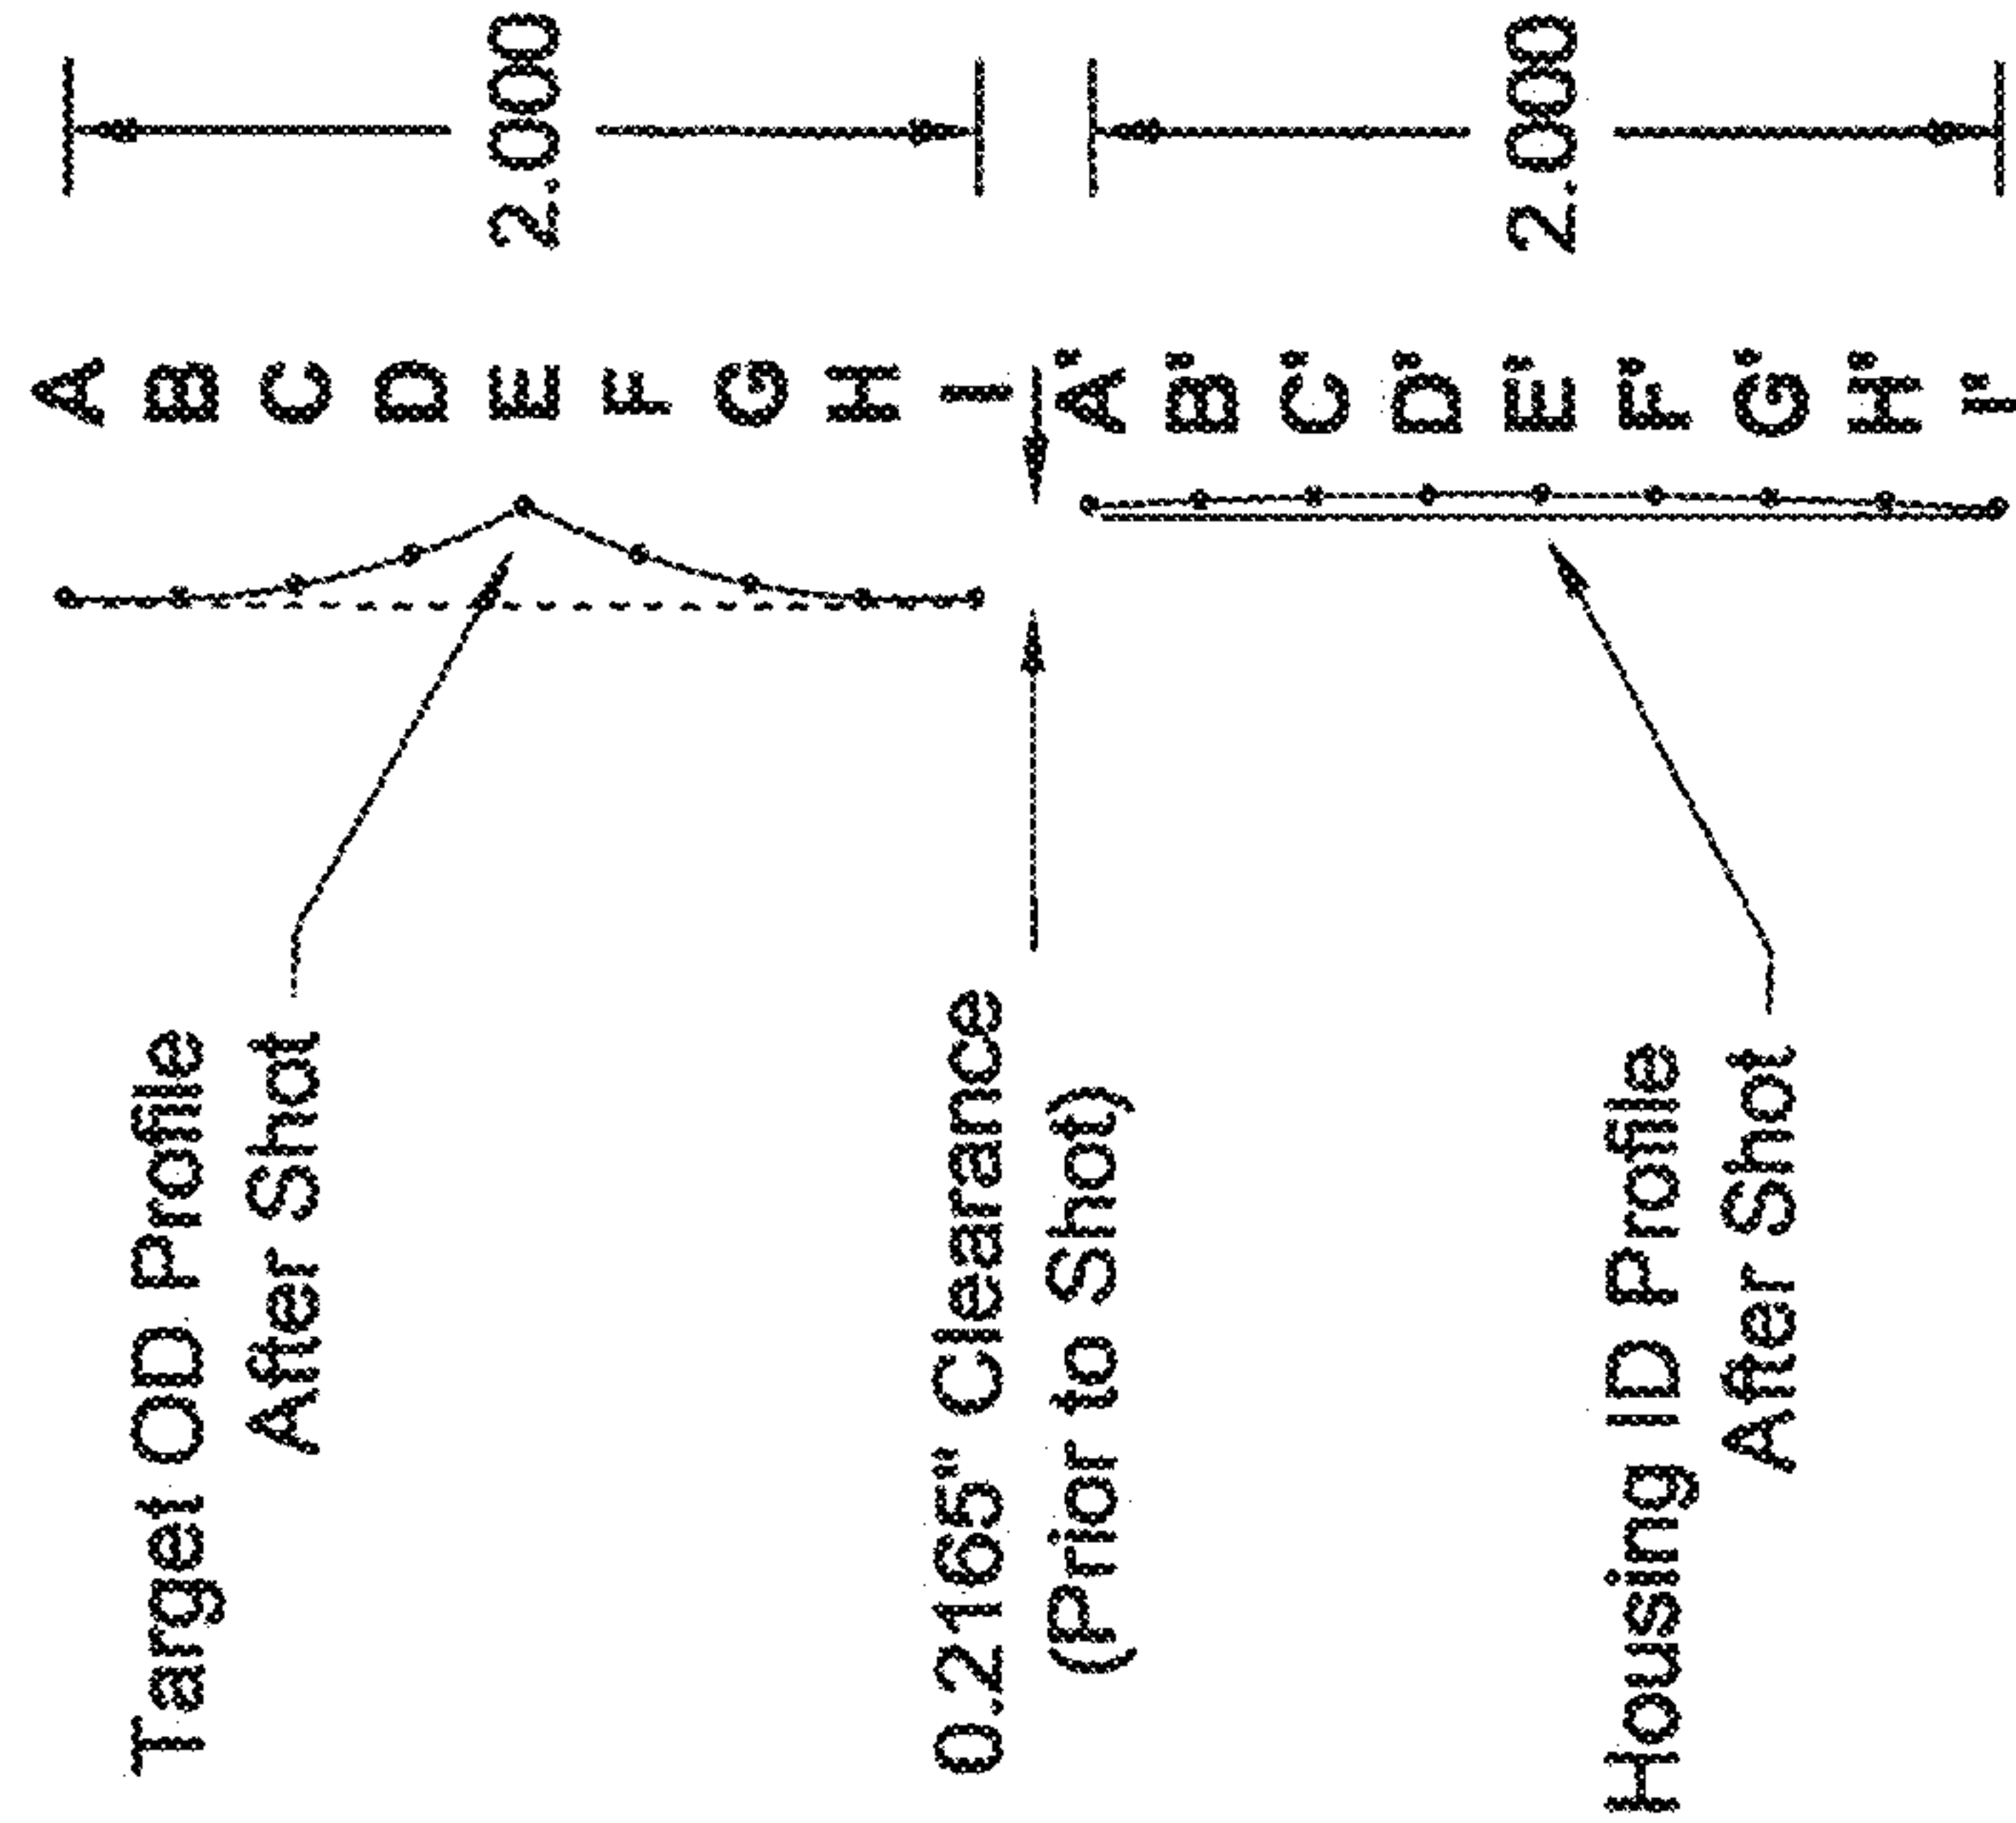 Target OD Profile
After Shot
0.2165" Clearance
(Prior to Shot)
Housing ID Profile
After Shot
A
B
C
D
E
F
G
H
I
A'
B'
C'
D'
E'
F'
G'
H'
I'
2.000
2.000